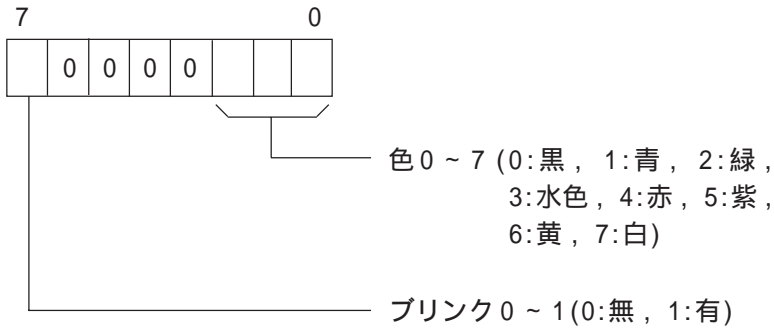 7 0
0 0 0 0
色0 ~ 7 (0:黒, 1:青, 2:緑,
3:水色, 4:赤, 5:紫,
6:黄, 7:白)
ブリンク0 ~ 1(0:無, 1:有)